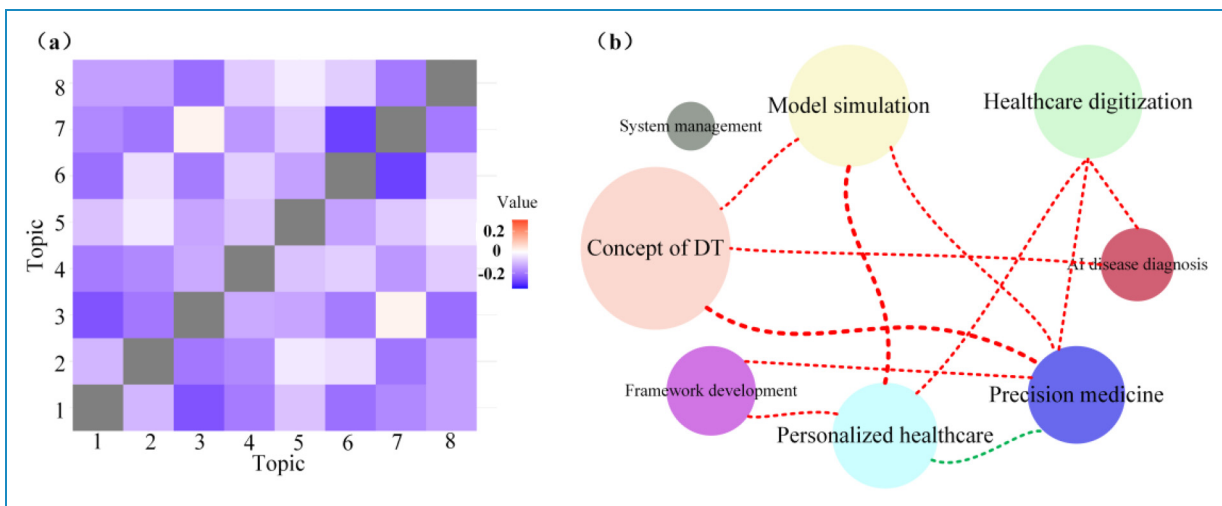 (a)
8
7
6
5
4
3
2
1
Topic
1 2 3 4 5 6 7 8
Topic
Value
0.2
0
-0.2
(b)
Model simulation
Healthcare digitization
System management
Concept of DT
AI disease diagnosis
Framework development
Precision medicine
Personalized healthcare